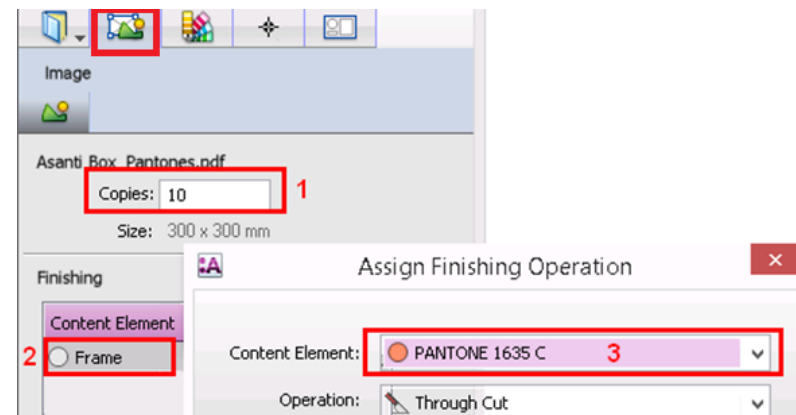 Image
Asanti Box_Pantones.pdf
Copies: 10
1
Size: 300 x 300 mm
Finishing
:A Assign Finishing Operation
Content Element
2 Frame
Content Element: PANTONE 1635 C 3
Operation: Through Cut